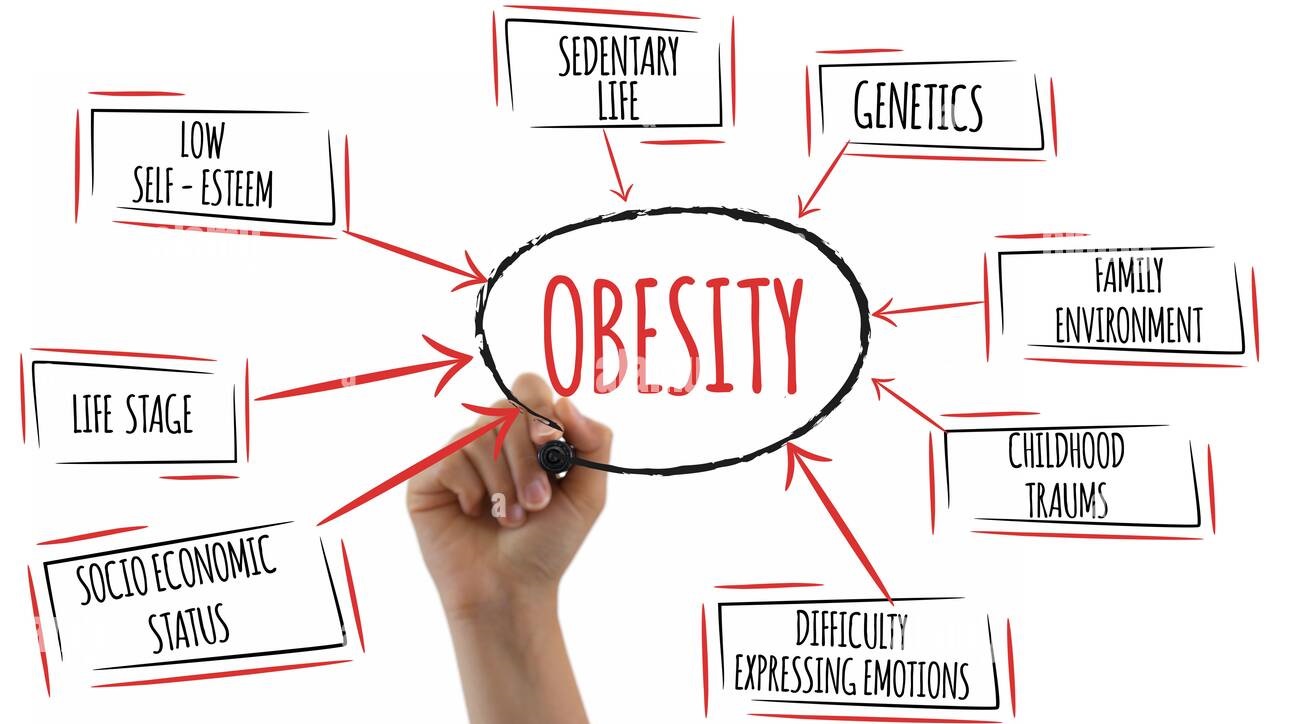 SEDENTARY
LIFE
GENETICS
LOW
SELF - ESTEEM
FAMILY
ENVIRONMENT
OBESITY
LIFE STAGE
CHILDHOOD
TRAUMS
SOCIO ECONOMIC
STATUS
DIFFICULTY
EXPRESSING EMOTIONS
a
a
a